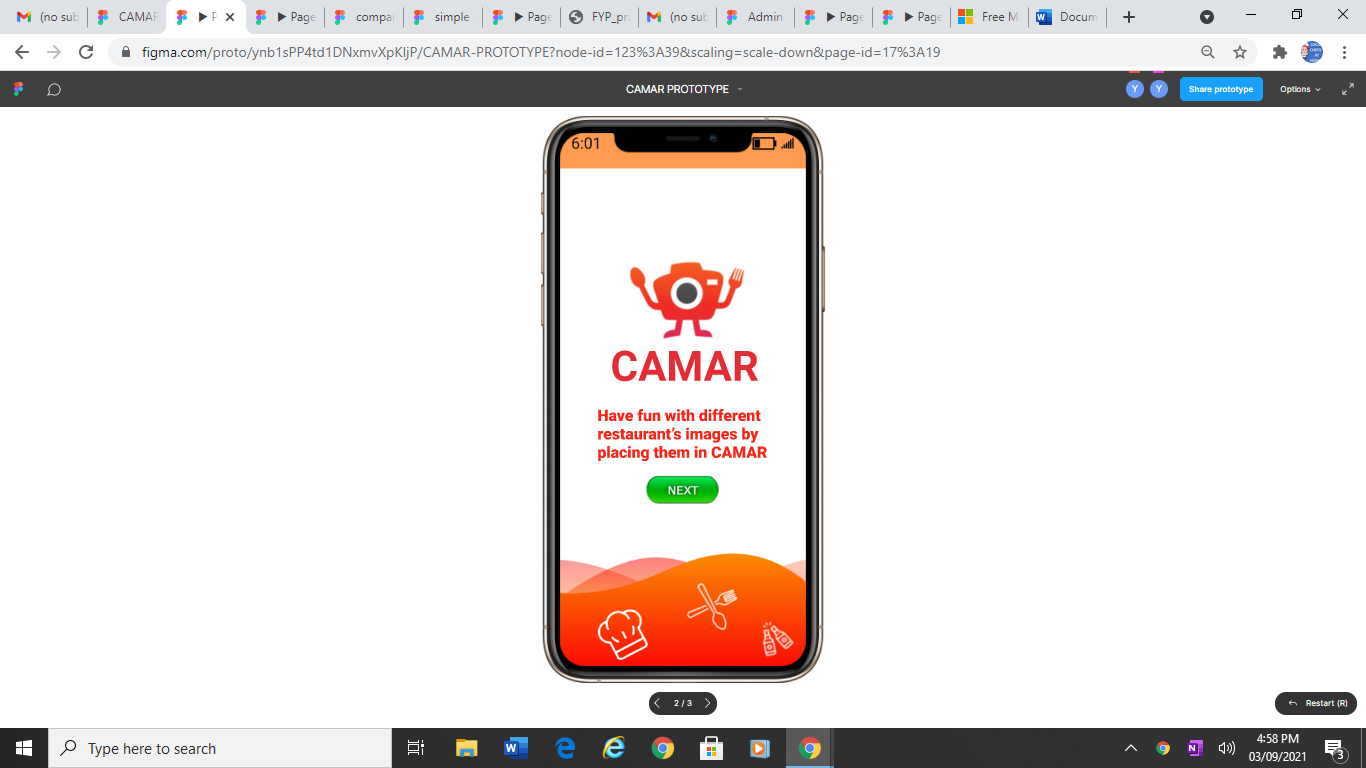 (no sub
CAMAR
P
Page
compar
simple
Page
FYP_pr
(no sub
Admin
Page
Page
Free M
Docum
figma.com/proto/ynb1sPP4td1DNxmvXpKIjP/CAMAR-PROTOTYPE?node-id=123%3A39&scaling=scale-down&page-id=17%3A19
CAMAR PROTOTYPE
Y
Y
Share prototype
Options
6:01
CAMAR
Have fun with different
restaurant's images by
placing them in CAMAR
NEXT
2 / 3
Restart (R)
Type here to search
4:58 PM
03/09/2021
3